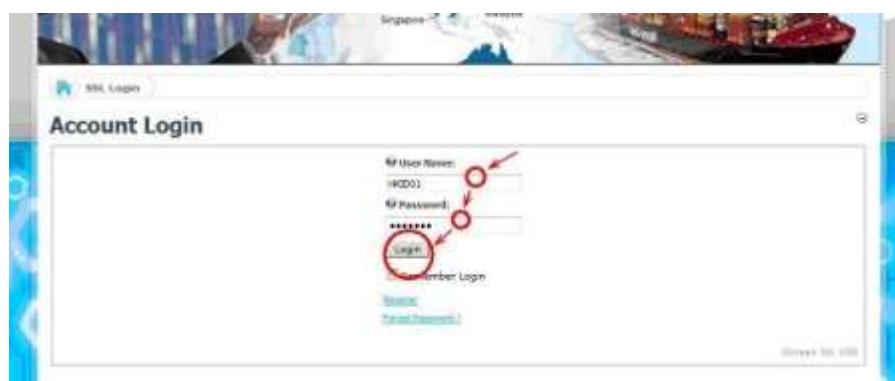 Singapore
SSL Login
Account Login
User Name:
Password:
•••••••
Login
Remember Login
Register
Forgot Password ?